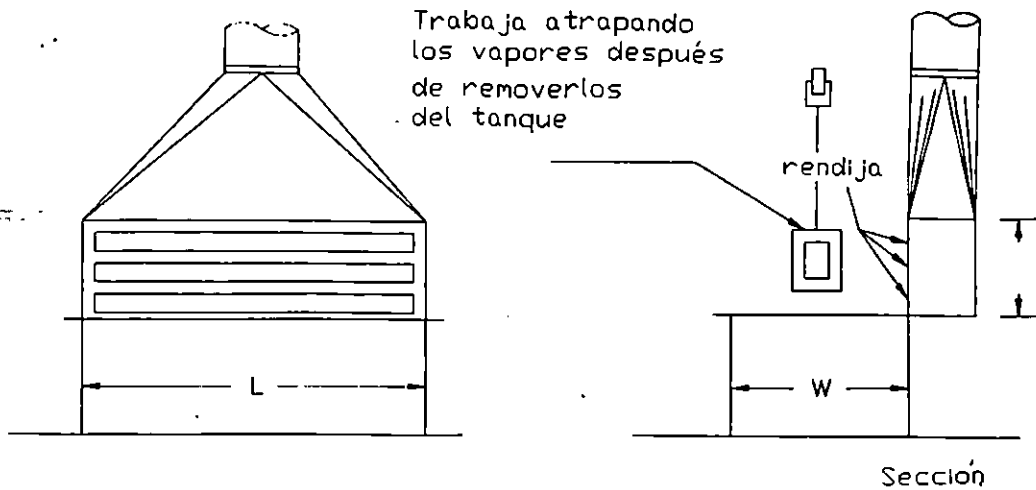 Trabaja atrapando
los vapores después
de removerlos
del tanque
rendija
L
W
Sección